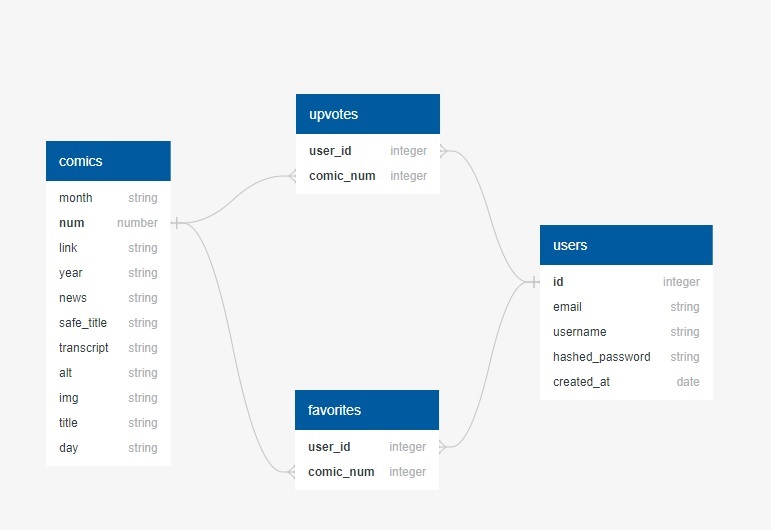 comics
month string
num number
link string
year string
news string
safe_title string
transcript string
alt string
img string
title string
day string
upvotes
user_id integer
comic_num integer
favorites
user_id integer
comic_num integer
users
id integer
email string
username string
hashed_password string
created_at date